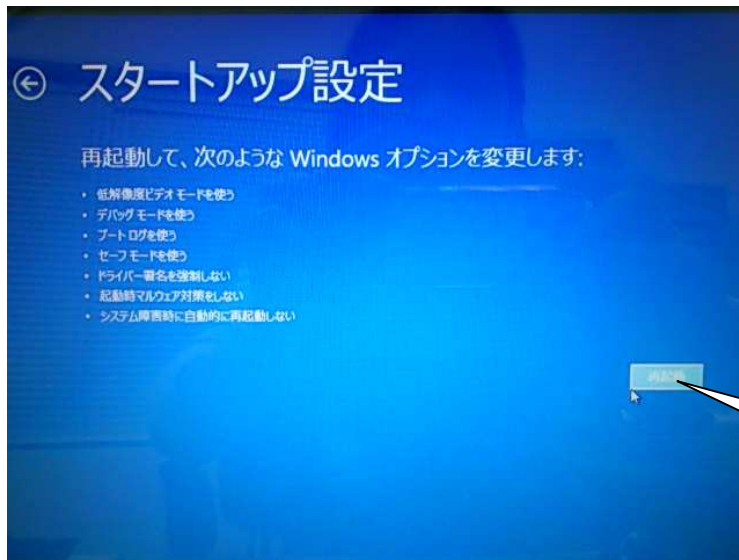 スタートアップ設定
再起動して、次のような Windows オプションを変更します:
・ 低解像度ビデオ モードを使う
・ デバッグ モードを使う
・ ブート ログを使う
・ セーフ モードを使う
・ ドライバー署名を強制しない
・ 起動時マルウェア対策をしない
・ システム障害時に自動的に再起動しない
再起動